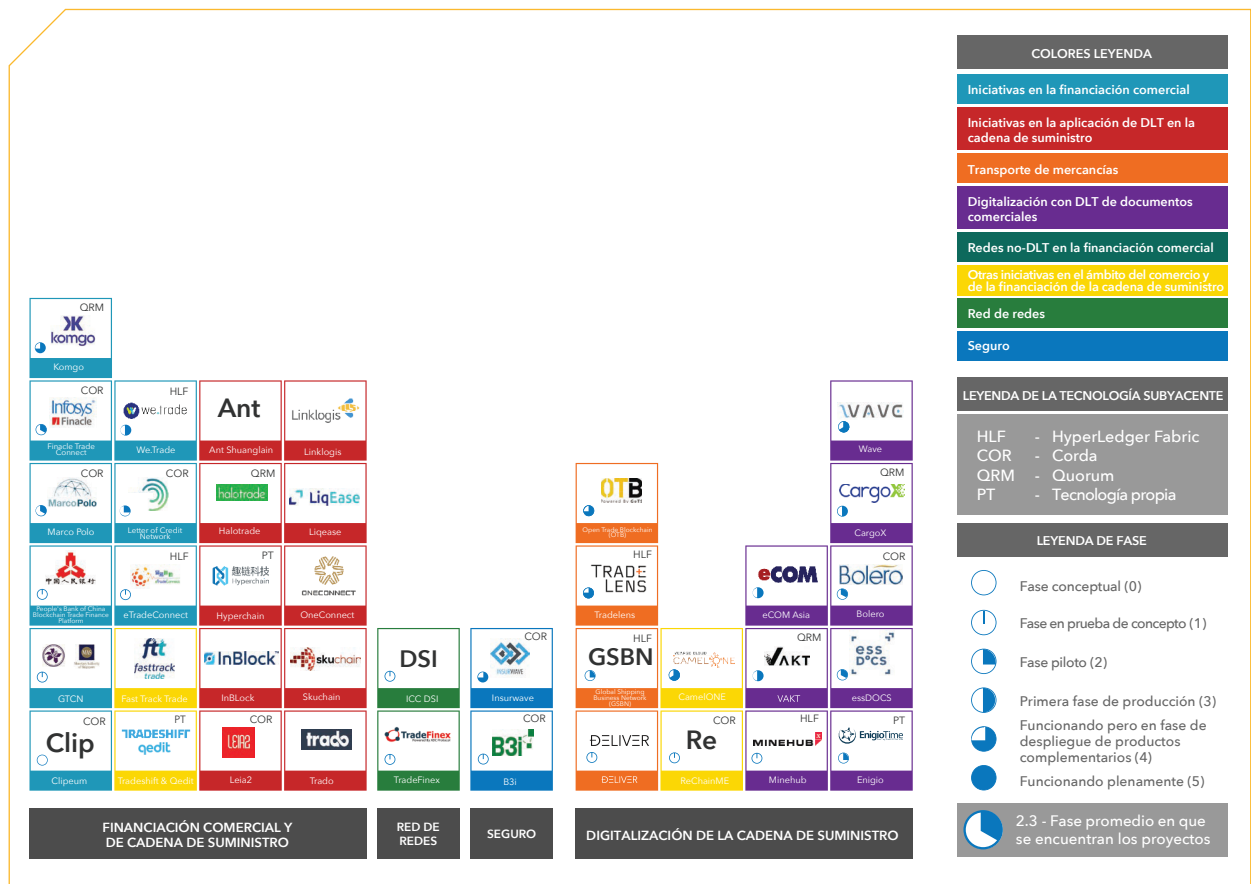 COLORES LEYENDA
Iniciativas en la financiación comercial
Iniciativas en la aplicación de DLT en la
cadena de suministro
Transporte de mercancías
Digitalización con DLT de documentos
comerciales
Redes no-DLT en la financiación comercial
Otras iniciativas en el ámbito del comercio y
de la financiación de la cadena de suministro
Red de redes
Seguro
LEYENDA DE LA TECNOLOGÍA SUBYACENTE
HLF - HyperLedger Fabric
COR - Corda
QRM - Quorum
PT - Tecnología propia
LEYENDA DE FASE
Fase conceptual (0)
Fase en prueba de concepto (1)
Fase piloto (2)
Primera fase de producción (3)
Funcionando pero en fase de
despliegue de productos
complementarios (4)
Funcionando plenamente (5)
2.3 - Fase promedio en que
se encuentran los proyectos
QRM
komgo
Komgo
COR
Infosys
Finacle
Finacle Trade
Connect
HLF
we.trade
We.Trade
Ant
Ant Shuanglain
Linklogis
Linklogis
COR
MarcoPolo
Marco Polo
COR
Letter of Credit
Network
QRM
halotrade
Halotrade
LiqEase
Liqease
中国人民银行
People's Bank of China
Blockchain Trade Finance
Platform
HLF
eTradeConnect
PT
趣链科技
Hyperchain
Hyperchain
ONECONNECT
OneConnect
GTCN
ftt
fasttrack
trade
Fast Track Trade
InBlock
InBLock
skuchain
Skuchain
COR
Clip
Clipeum
PT
TRADESHIFT
qedit
Tradeshift & Qedit
COR
LEIA2
Leia2
trado
Trado
DSI
ICC DSI
TradeFinex
TradeFinex
COR
INSURWAVE
Insurwave
COR
B3i
B3i
OTB
Open Trade Blockchain
(OTB)
HLF
TRADE
LENS
Tradelens
HLF
GSBN
Global Shipping
Business Network
(GSBN)
DELIVER
DELIVER
CAMELONE
CamelONE
COR
Re
ReChainME
eCOM
eCOM Asia
QRM
VAKT
VAKT
HLF
MINEHUB
Minehub
WAVE
Wave
QRM
CargoX
CargoX
COR
Bolero
Bolero
ess
DOCS
essDOCS
PT
EnigioTime
Enigio
FINANCIACIÓN COMERCIAL Y
DE CADENA DE SUMINISTRO
RED DE
REDES
SEGURO
DIGITALIZACIÓN DE LA CADENA DE SUMINISTRO